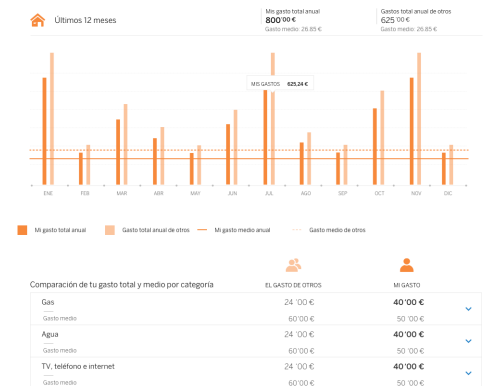 Últimos 12 meses
Mis gasto total anual
800'00 €
Gasto medio: 26.85 €
Gastos total anual de otros
625 '00 €
Gasto medio: 26.85 €
MIS GASTOS 625,24 €
ENE FEB MAR ABR MAY JUN JUL AGO SEP OCT NOV DIC
Mi gasto total anual Gasto total anual de otros Mi gasto medio anual Gasto medio de otros
Comparación de tu gasto total y medio por categoría EL GASTO DE OTROS MI GASTO
Gas 24 '00 € 40'00 €
Gasto medio 60'00 € 50 '00 €
Agua 24 '00 € 40 '00 €
Gasto medio 60'00 € 50 '00 €
TV, teléfono e internet 24 '00 € 40 '00 €
Gasto medio 60'00 € 50 '00 €